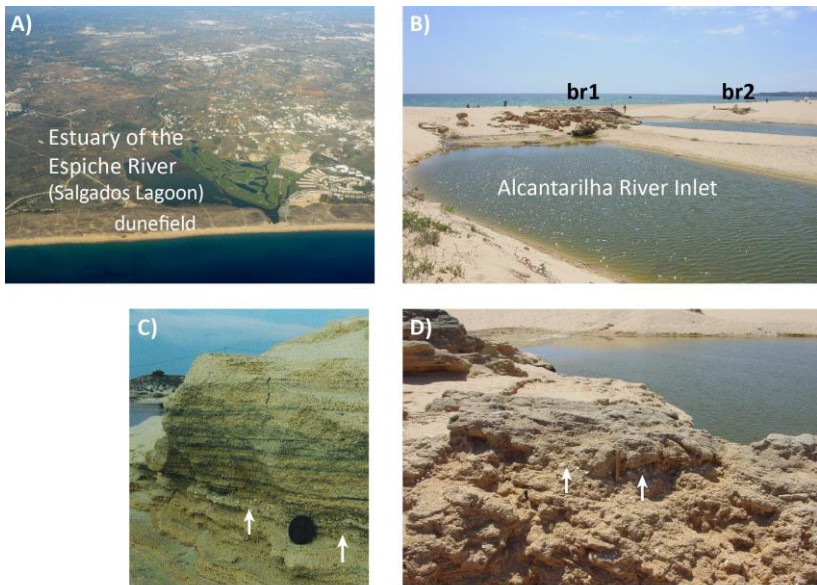 A)
Estuary of the
Espiche River
(Salgados Lagoon)
dunefield
B)
br1
br2
Alcantarilha River Inlet
C)
D)